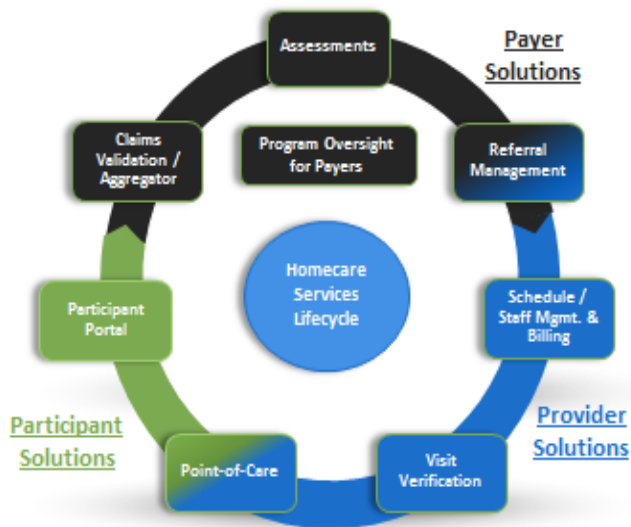 Assessments
Payer
Solutions
Claims
Validation /
Aggregator
Program Oversight
for Payers
Referral
Management
Homecare
Services
Lifecycle
Participant
Portal
Schedule /
Staff Mgmt. &
Billing
Participant
Solutions
Provider
Solutions
Point-of-Care
Visit
Verification